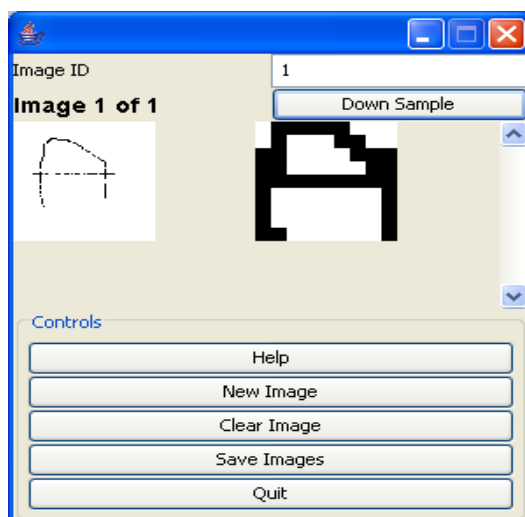 Image ID 1
Image 1 of 1 Down Sample
Controls
Help
New Image
Clear Image
Save Images
Quit